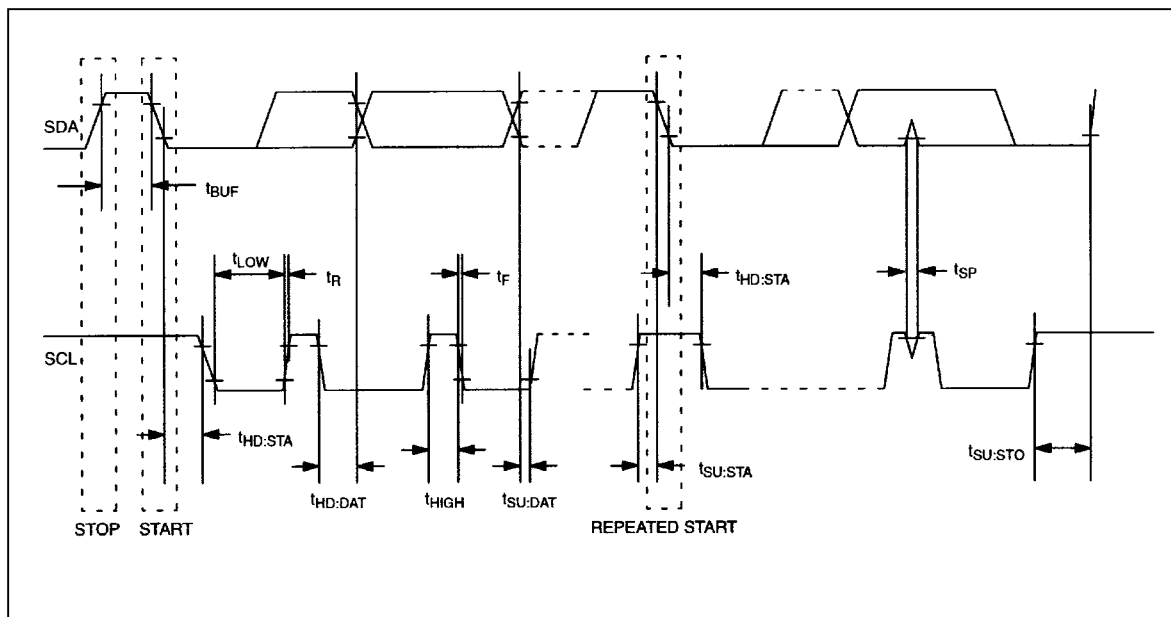 SDA
tBUF
tLOW
tR
tF
tHD:STA
tSP
SCL
tHD:STA
tSU:STA
tSU:STO
tHD:DAT
tHIGH
tSU:DAT
STOP
START
REPEATED START